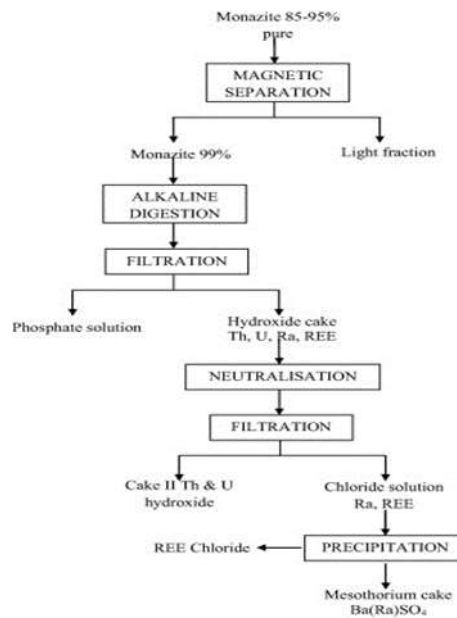 Monazite 85-95%
pure
MAGNETIC
SEPARATION
Monazite 99%
Light fraction
ALKALINE
DIGESTION
FILTRATION
Phosphate solution
Hydroxide cake
Th, U, Ra, REE
NEUTRALISATION
FILTRATION
Cake II Th & U
hydroxide
Chloride solution
Ra, REE
REE Chloride
PRECIPITATION
Mesothorium cake
Ba(Ra)SO₄